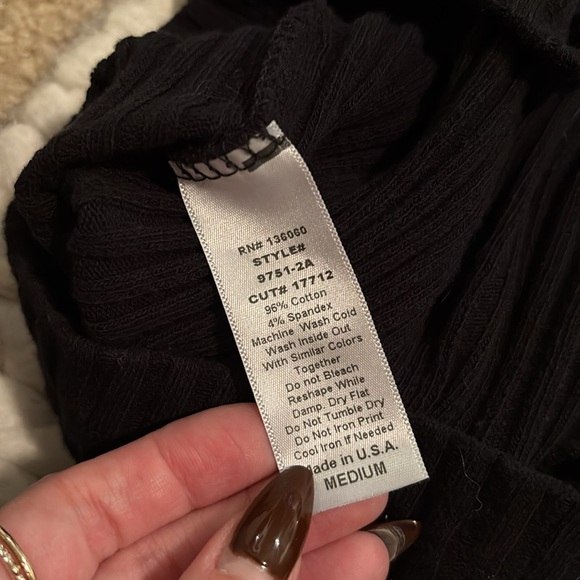 RN# 136060
STYLE#
9751-2A
CUT# 17712
96% Cotton
4% Spandex
Machine Wash Cold
Wash Inside Out
With Similar Colors
Together
Do not Bleach
Reshape While
Damp, Dry Flat
Do Not Tumble Dry
Do Not Iron Print
Cool Iron If Needed
Made in U.S.A.
MEDIUM